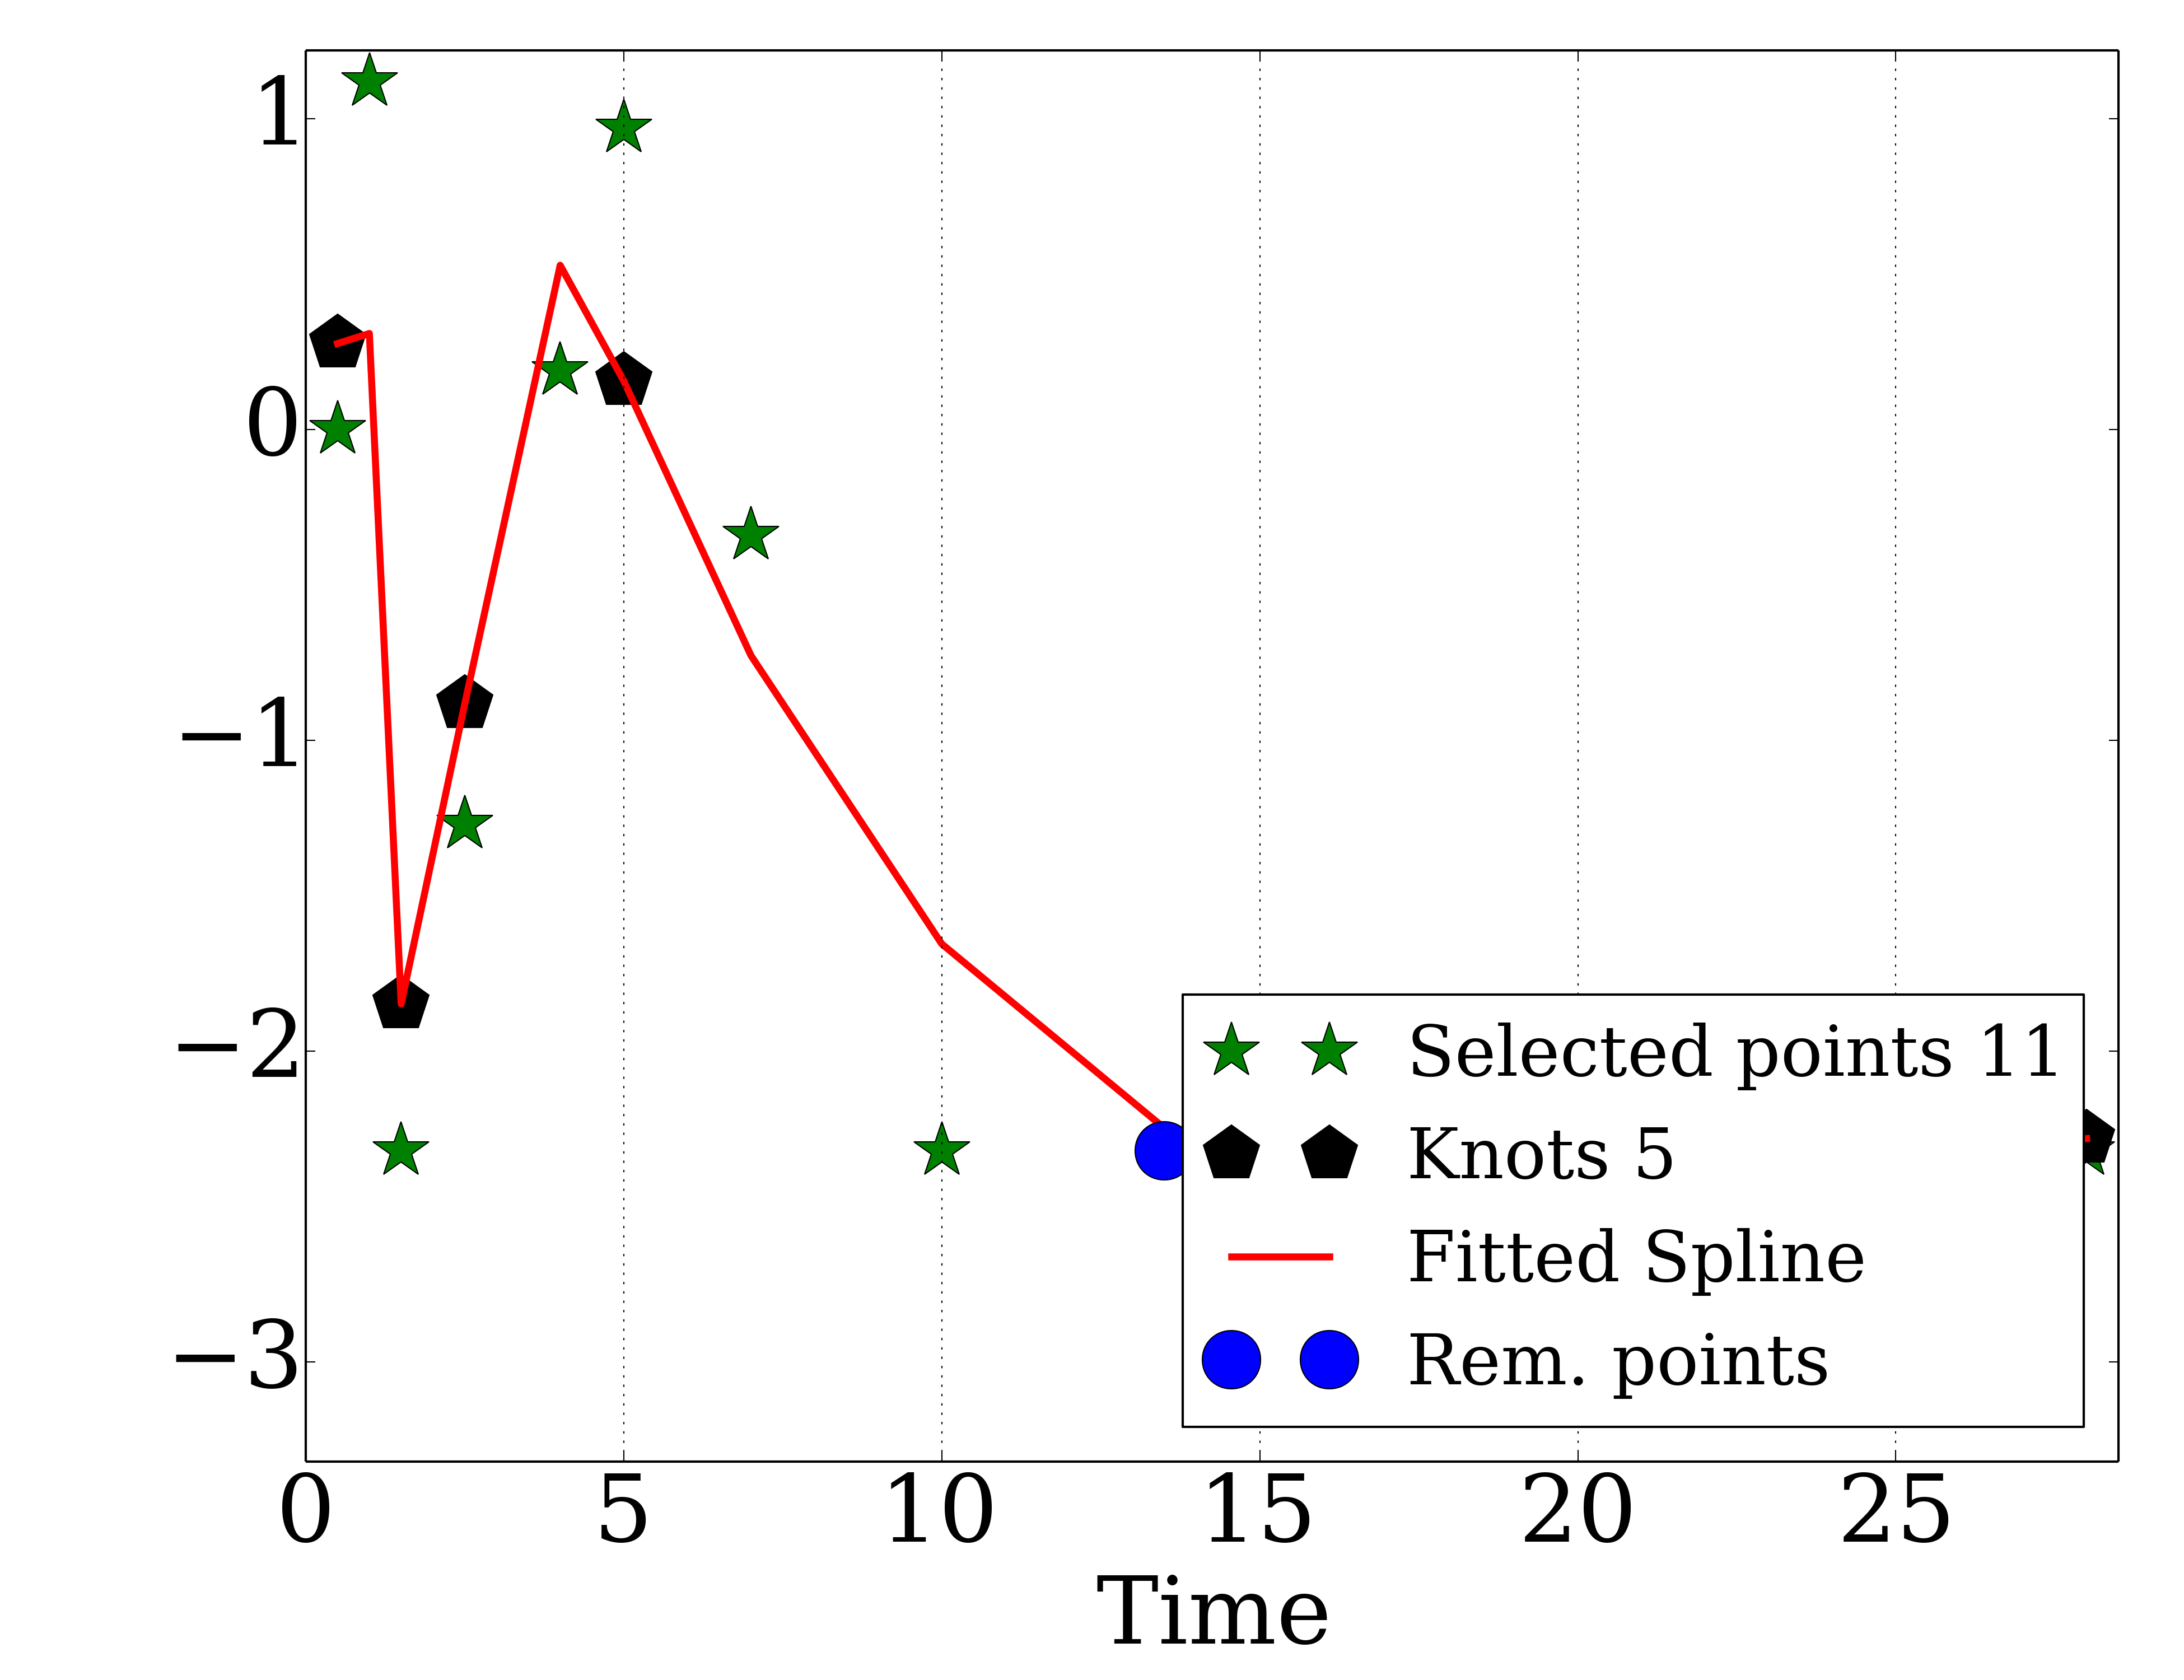 1
0
−1
−2
−3
Selected points 11
Knots 5
Fitted Spline
Rem. points
0 5 10 15 20 25
Time